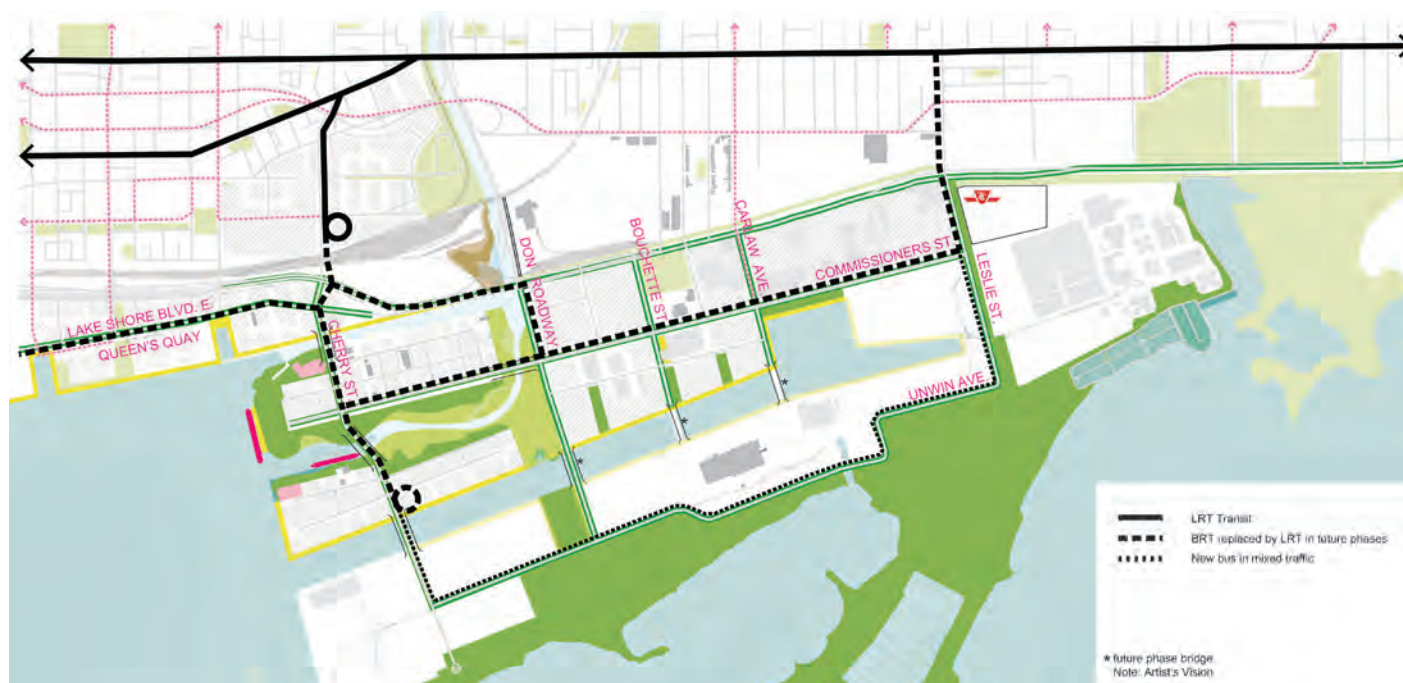 LAKE SHORE BLVD. E.
QUEEN'S QUAY
CHERRY ST.
DON ROADWAY
BOUCHETTE ST.
CARLAW AVE.
COMMISSIONERS ST.
LESLIE ST.
UNWIN AVE.
*
*
*
LRT Transit
BRT replaced by LRT in future phases
New bus in mixed traffic
* future phase bridge
Note: Artist's Vision